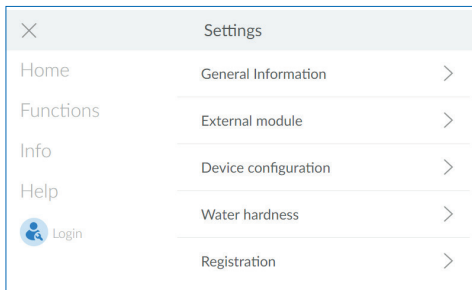 Settings
Home
Functions
Info
Help
Login
General Information
External module
Device configuration
Water hardness
Registration